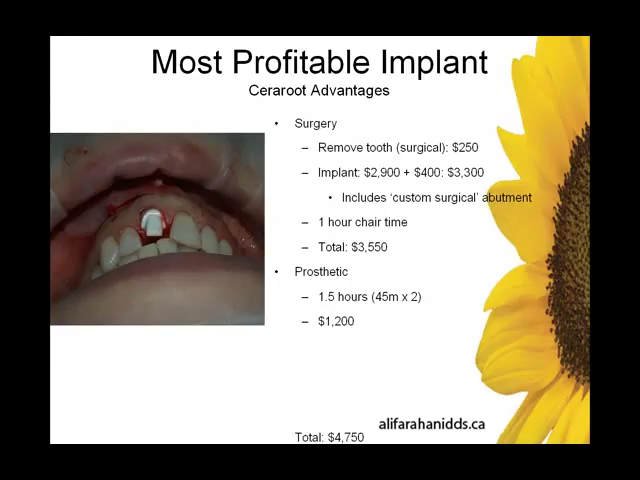 Most Profitable Implant
Ceraroot Advantages
• Surgery
– Remove tooth (surgical): $250
– Implant: $2,900 + $400: $3,300
• Includes ‘custom surgical’ abutment
– 1 hour chair time
– Total: $3,550
• Prosthetic
– 1.5 hours (45m x 2)
– $1,200
alifarahanidds.ca
Total: $4,750